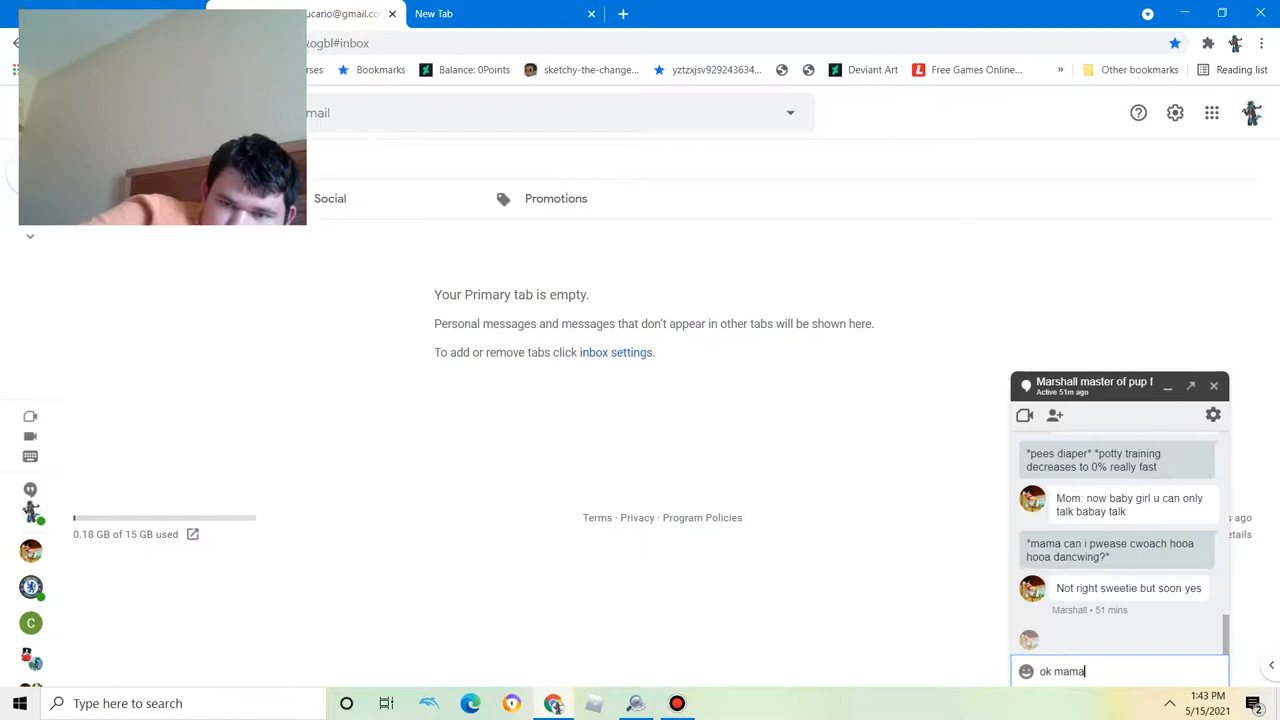 ucario@gmail.co
New Tab
ogbl#inbox
rses
Bookmarks
Balance: 0Points
sketchy-the-change...
yztzxjsv929243634...
Deviant Art
Free Games Online...
»
Other bookmarks
Reading list
mail
Social
Promotions
Your Primary tab is empty.
Personal messages and messages that don't appear in other tabs will be shown here.
To add or remove tabs click inbox settings.
Marshall master of pup f
Active 51m ago
*pees diaper* *potty training
decreases to 0% really fast
Mom: now baby girl u can only
talk babay talk
*mama can i pwease cwoach hooa
hooa dancwing?*
Not right sweetie but soon yes
Marshall • 51 mins
ok mama
0.18 GB of 15 GB used
Terms · Privacy · Program Policies
s ago
etails
C
Type here to search
1:43 PM
5/15/2021
2